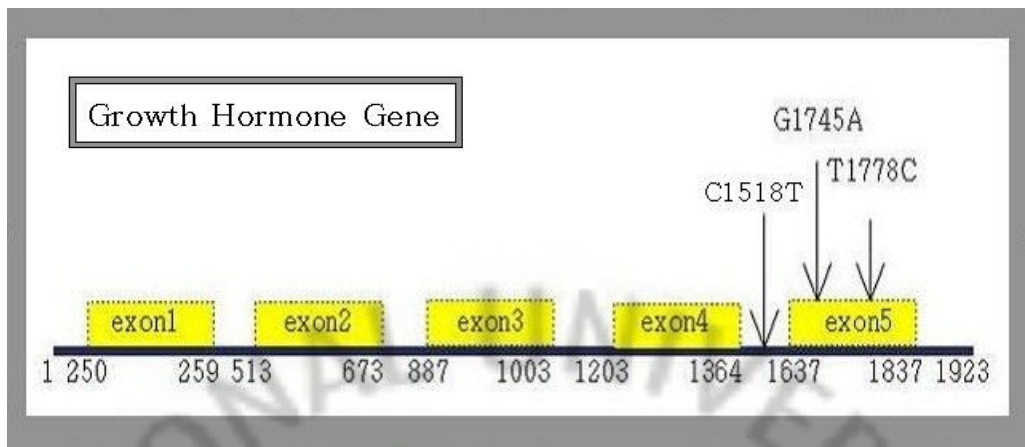 Growth Hormone Gene
G1745A
T1778C
C1518T
exon1 exon2 exon3 exon4 exon5
1 250 259 513 673 887 1003 1203 1364 1637 1837 1923